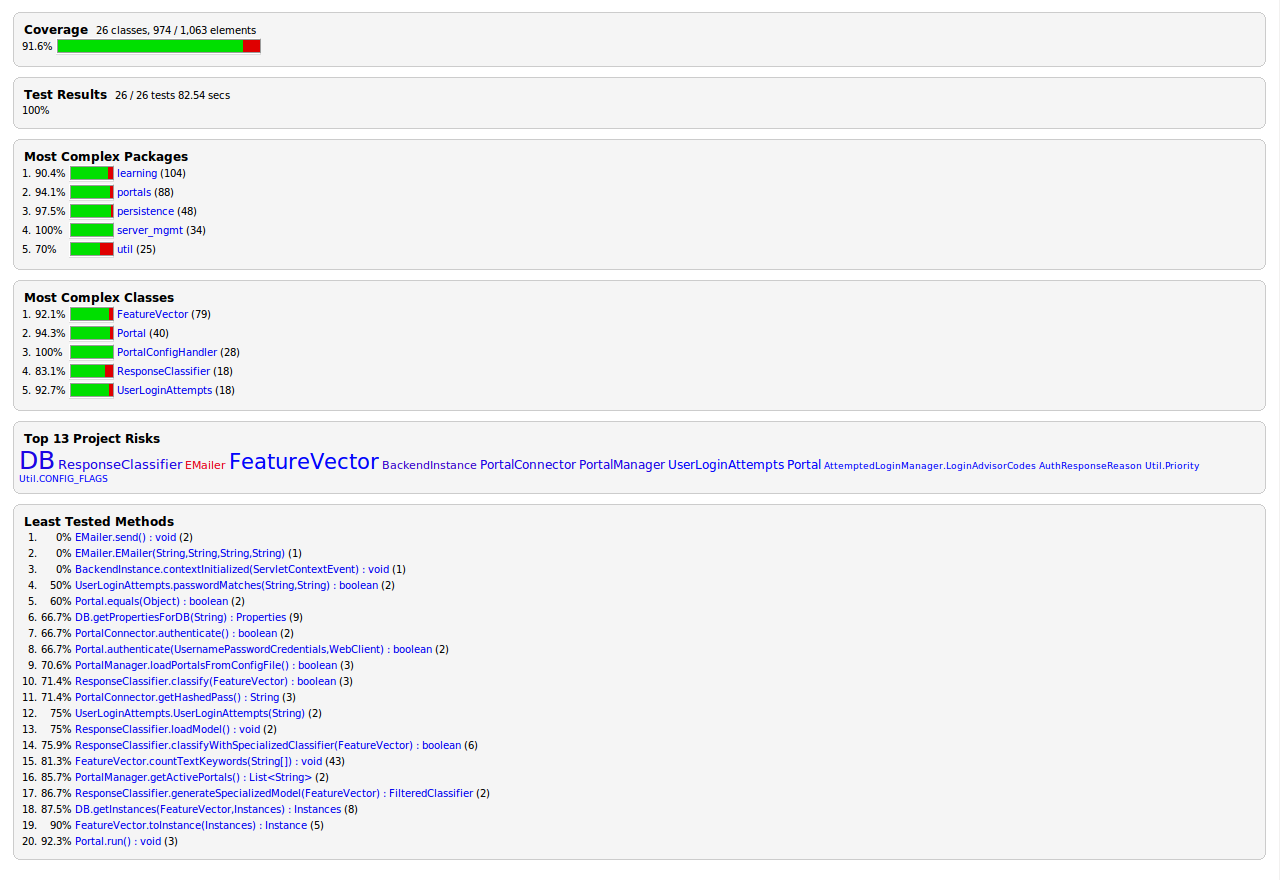 Coverage 26 classes, 974 / 1,063 elements
91.6%
Test Results 26 / 26 tests 82.54 secs
100%
Most Complex Packages
1. 90.4% learning (104)
2. 94.1% portals (88)
3. 97.5% persistence (48)
4. 100% server_mgmt (34)
5. 70% util (25)
Most Complex Classes
1. 92.1% FeatureVector (79)
2. 94.3% Portal (40)
3. 100% PortalConfigHandler (28)
4. 83.1% ResponseClassifier (18)
5. 92.7% UserLoginAttempts (18)
Top 13 Project Risks
DB ResponseClassifier EMailer FeatureVector BackendInstance PortalConnector PortalManager UserLoginAttempts Portal AttemptedLoginManager.LoginAdvisorCodes AuthResponseReason Util.Priority
Util.CONFIG_FLAGS
Least Tested Methods
1. 0% EMailer.send() : void (2)
2. 0% EMailer.EMailer(String,String,String,String) (1)
3. 0% BackendInstance.contextInitialized(ServletContextEvent) : void (1)
4. 50% UserLoginAttempts.passwordMatches(String,String) : boolean (2)
5. 60% Portal.equals(Object) : boolean (2)
6. 66.7% DB.getPropertiesForDB(String) : Properties (9)
7. 66.7% PortalConnector.authenticate() : boolean (2)
8. 66.7% Portal.authenticate(UsernamePasswordCredentials,WebClient) : boolean (2)
9. 70.6% PortalManager.loadPortalsFromConfigFile() : boolean (3)
10. 71.4% ResponseClassifier.classify(FeatureVector) : boolean (3)
11. 71.4% PortalConnector.getHashedPass() : String (3)
12. 75% UserLoginAttempts.UserLoginAttempts(String) (2)
13. 75% ResponseClassifier.loadModel() : void (2)
14. 75.9% ResponseClassifier.classifyWithSpecializedClassifier(FeatureVector) : boolean (6)
15. 81.3% FeatureVector.countTextKeywords(String[]) : void (43)
16. 85.7% PortalManager.getActivePortals() : List<String> (2)
17. 86.7% ResponseClassifier.generateSpecializedModel(FeatureVector) : FilteredClassifier (2)
18. 87.5% DB.getInstances(FeatureVector,Instances) : Instances (8)
19. 90% FeatureVector.toInstance(Instances) : Instance (5)
20. 92.3% Portal.run() : void (3)